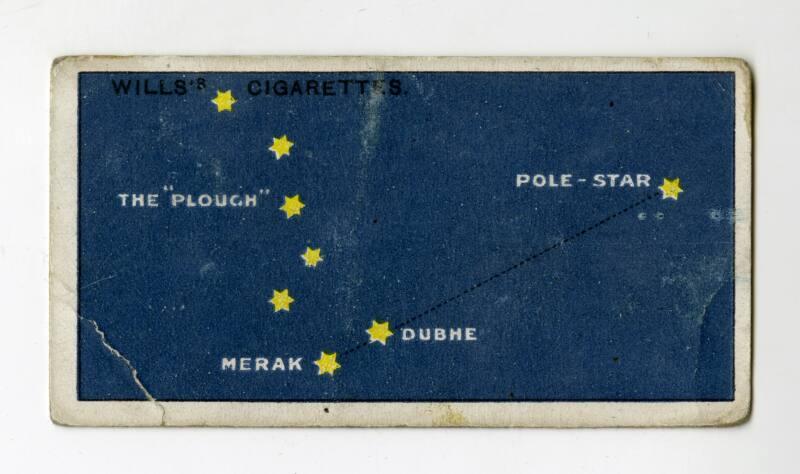 WILLS'S CIGARETTES.
THE "PLOUGH"
POLE-STAR
DUBHE
MERAK